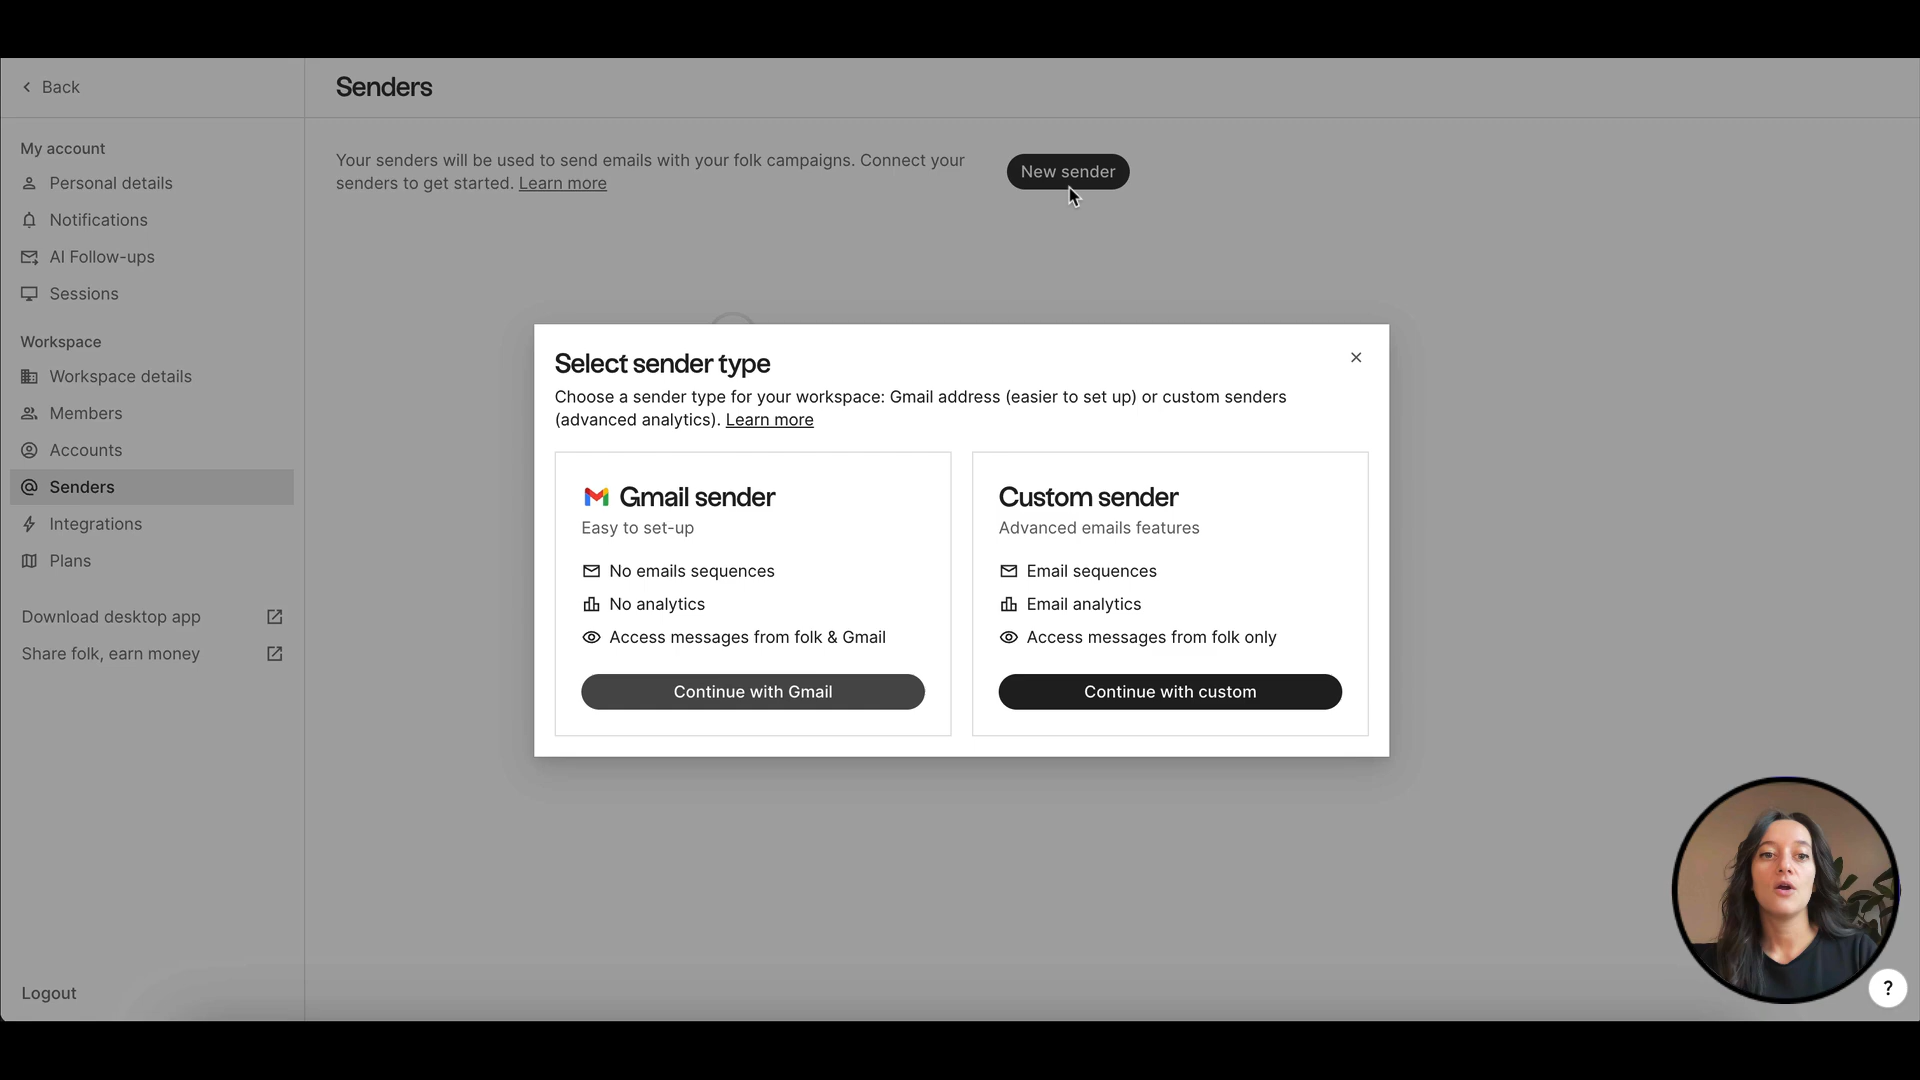 Back
Senders
My account
Personal details
Notifications
AI Follow-ups
Sessions
Workspace
Workspace details
Members
Accounts
Senders
Integrations
Plans
Download desktop app
Share folk, earn money
Logout
Your senders will be used to send emails with your folk campaigns. Connect your
senders to get started. Learn more
New sender
Select sender type
Choose a sender type for your workspace: Gmail address (easier to set up) or custom senders
(advanced analytics). Learn more
Gmail sender
Easy to set-up
No emails sequences
No analytics
Access messages from folk & Gmail
Continue with Gmail
Custom sender
Advanced emails features
Email sequences
Email analytics
Access messages from folk only
Continue with custom
?